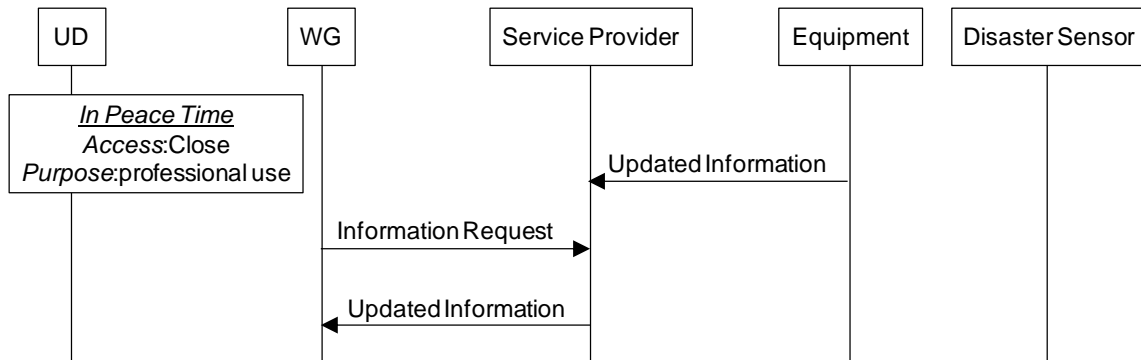 UD
WG
Service Provider
Equipment
Disaster Sensor
In Peace Time
Access:Close
Purpose:professional use
Updated Information
Information Request
Updated Information